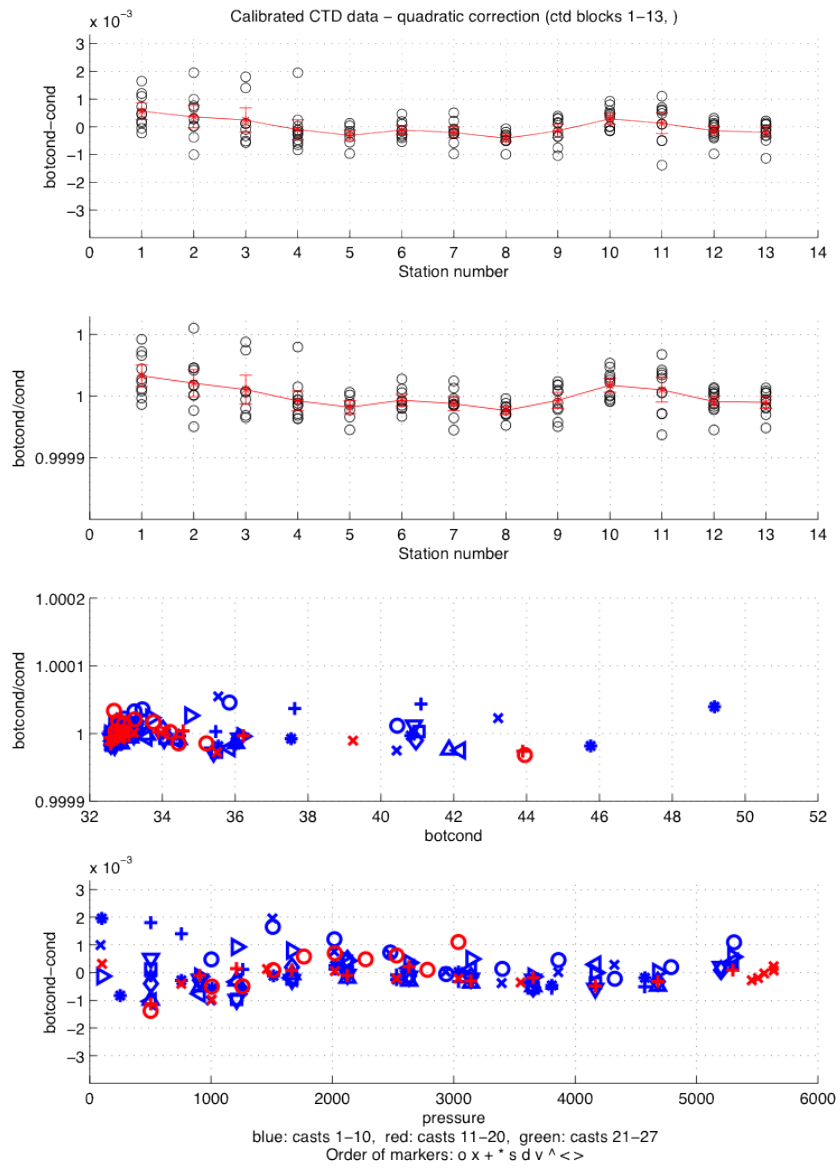 Calibrated CTD data − quadratic correction (ctd blocks 1−13, )
x 10⁻³
3
2
1
0
−1
−2
−3
botcond−cond
0 1 2 3 4 5 6 7 8 9 10 11 12 13 14
Station number
1
1
0.9999
botcond/cond
0 1 2 3 4 5 6 7 8 9 10 11 12 13 14
Station number
1.0002
1.0001
1
0.9999
botcond/cond
32 34 36 38 40 42 44 46 48 50 52
botcond
x 10⁻³
3
2
1
0
−1
−2
−3
botcond−cond
0 1000 2000 3000 4000 5000 6000
pressure
blue: casts 1−10, red: casts 11−20, green: casts 21−27
Order of markers: o x + * s d v ^ < >